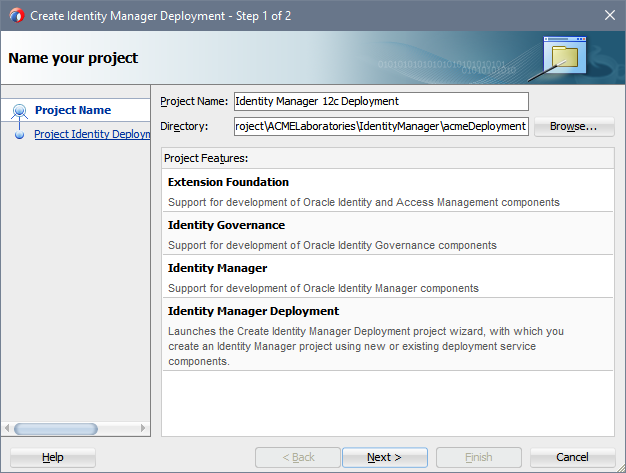 Create Identity Manager Deployment - Step 1 of 2
Name your project
Project Name
Project Identity Deployn
Project Name: Identity Manager 12c Deployment
Directory: roject\ACMELaboratories\IdentityManager\acmeDeployment Browse...
Project Features:
Extension Foundation
Support for development of Oracle Identity and Access Management components
Identity Governance
Support for development of Oracle Identity Governance components
Identity Manager
Support for development of Oracle Identity Manager components
Identity Manager Deployment
Launches the Create Identity Manager Deployment project wizard, with which you
create an Identity Manager project using new or existing deployment service
components.
Help < Back Next > Finish Cancel